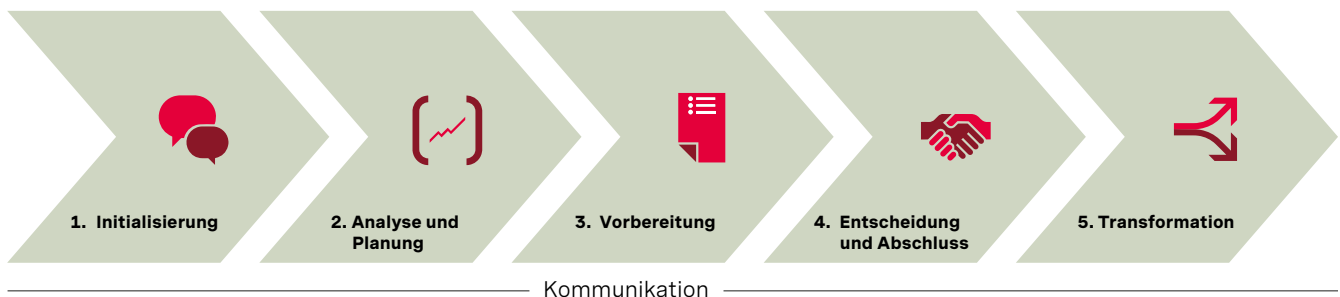 1. Initialisierung
2. Analyse und
Planung
3. Vorbereitung
4. Entscheidung
und Abschluss
5. Transformation
Kommunikation